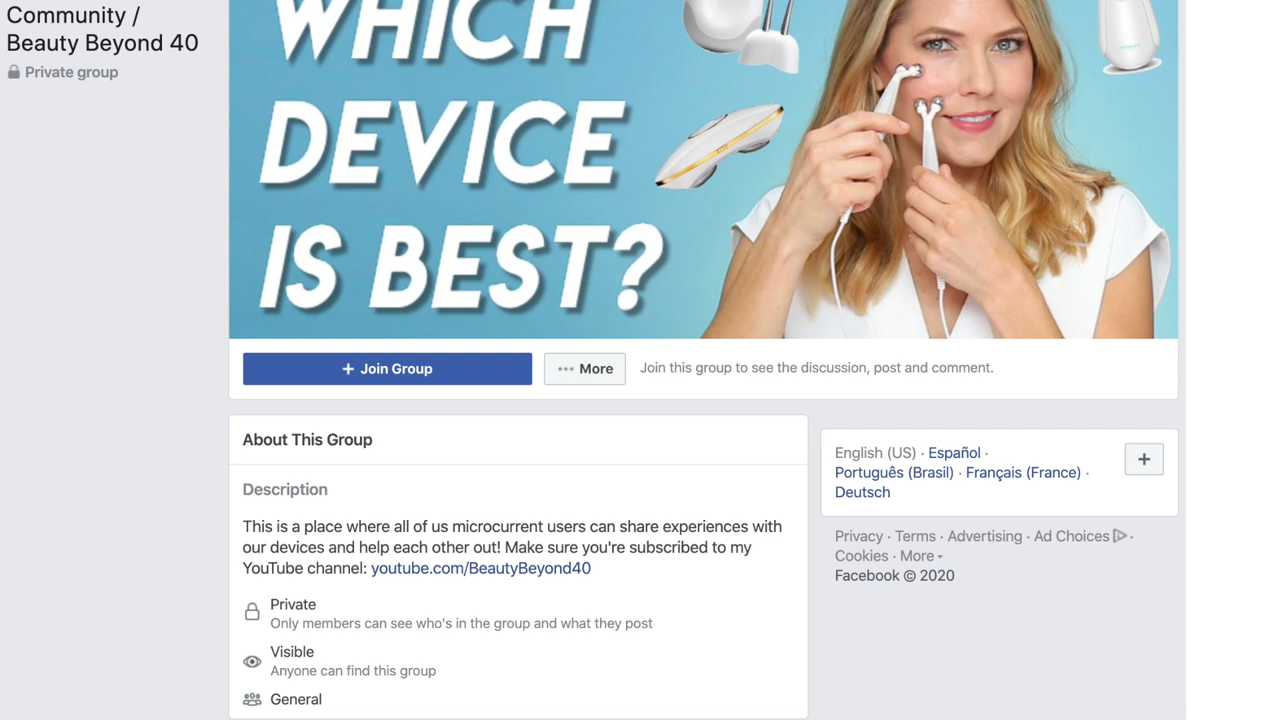 Community /
Beauty Beyond 40
Private group
WHICH
DEVICE
IS BEST?
+ Join Group
••• More
Join this group to see the discussion, post and comment.
About This Group
Description
This is a place where all of us microcurrent users can share experiences with
our devices and help each other out! Make sure you're subscribed to my
YouTube channel: youtube.com/BeautyBeyond40
Private
Only members can see who's in the group and what they post
Visible
Anyone can find this group
General
English (US) · Español ·
Português (Brasil) · Français (France) ·
Deutsch
+
Privacy · Terms · Advertising · Ad Choices ·
Cookies · More
Facebook © 2020